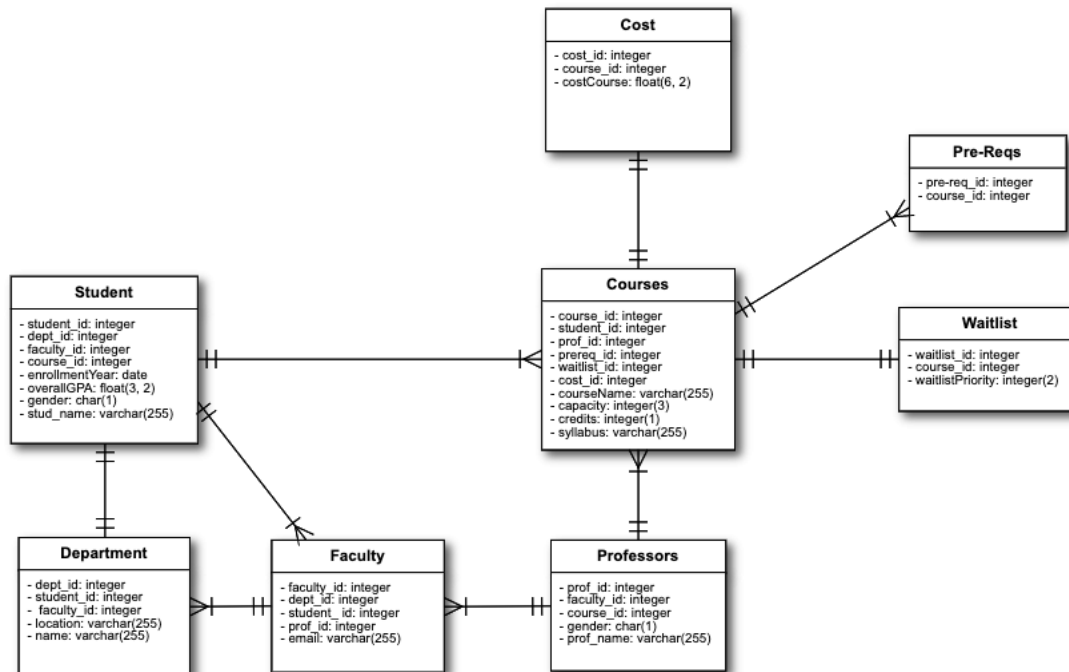 Cost
- cost_id: integer
- course_id: integer
- costCourse: float(6, 2)
Pre-Reqs
- pre-req_id: integer
- course_id: integer
Student
- student_id: integer
- dept_id: integer
- faculty_id: integer
- course_id: integer
- enrollmentYear: date
- overallGPA: float(3, 2)
- gender: char(1)
- stud_name: varchar(255)
Courses
- course_id: integer
- student_id: integer
- prof_id: integer
- prereq_id: integer
- waitlist_id: integer
- cost_id: integer
- courseName: varchar(255)
- capacity: integer(3)
- credits: integer(1)
- syllabus: varchar(255)
Waitlist
- waitlist_id: integer
- course_id: integer
- waitlistPriority: integer(2)
Department
- dept_id: integer
- student_id: integer
- faculty_id: integer
- location: varchar(255)
- name: varchar(255)
Faculty
- faculty_id: integer
- dept_id: integer
- student_id: integer
- prof_id: integer
- email: varchar(255)
Professors
- prof_id: integer
- faculty_id: integer
- course_id: integer
- gender: char(1)
- prof_name: varchar(255)